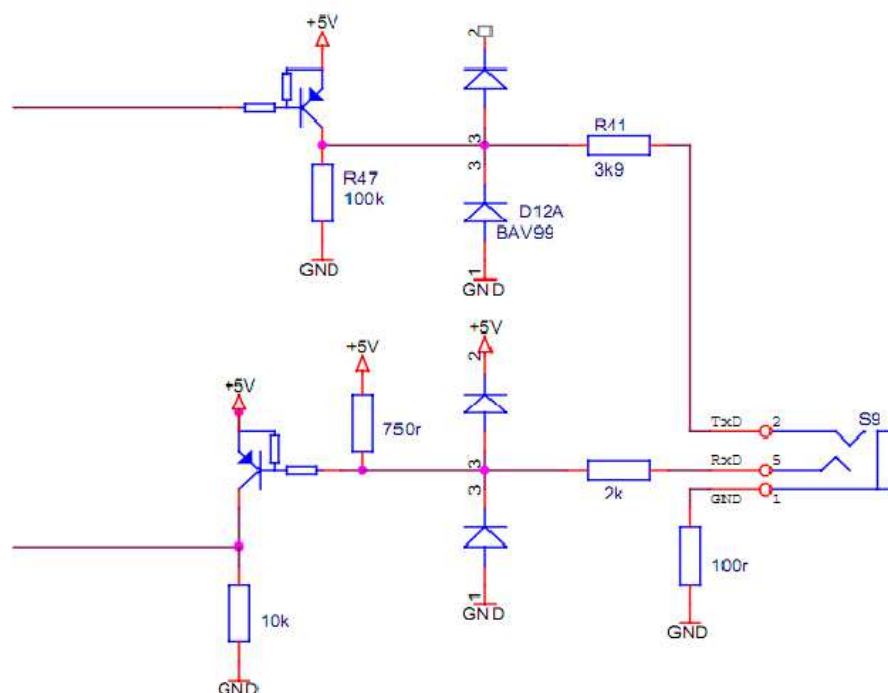 +5V
2
R41
3
3k9
3
R47
100k
D12A
BAV99
GND
1
GND
+5V
+5V
2
+5V
750r
TxD
2
S9
RxD
5
3
2k
GND
1
3
100r
10k
1
GND
GND
GND